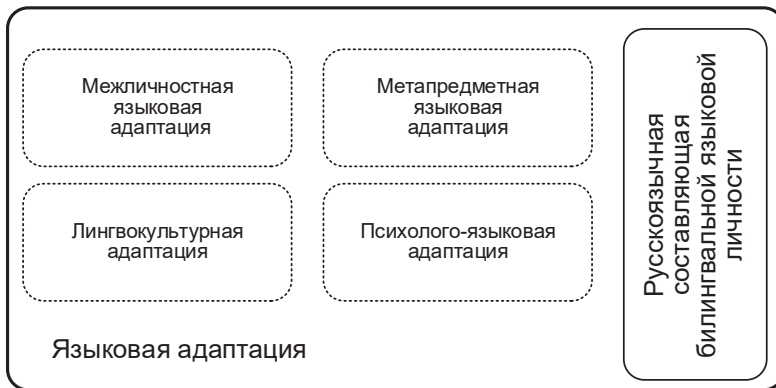 Межличностная
языковая
адаптация
Метапредметная
языковая
адаптация
Лингвокультурная
адаптация
Психолого-языковая
адаптация
Языковая адаптация
Русскоязычная
составляющая
билингвальной языковой
личности